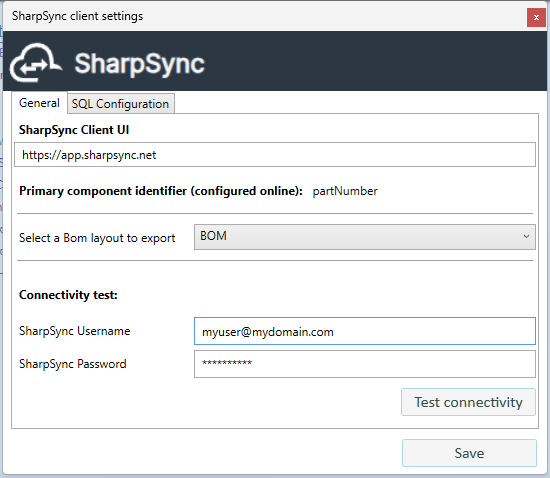 SharpSync client settings
SharpSync
General
SQL Configuration
SharpSync Client UI
https://app.sharpsync.net
Primary component identifier (configured online): partNumber
Select a Bom layout to export
BOM
Connectivity test:
SharpSync Username
myuser@mydomain.com
SharpSync Password
**********
Test connectivity
Save